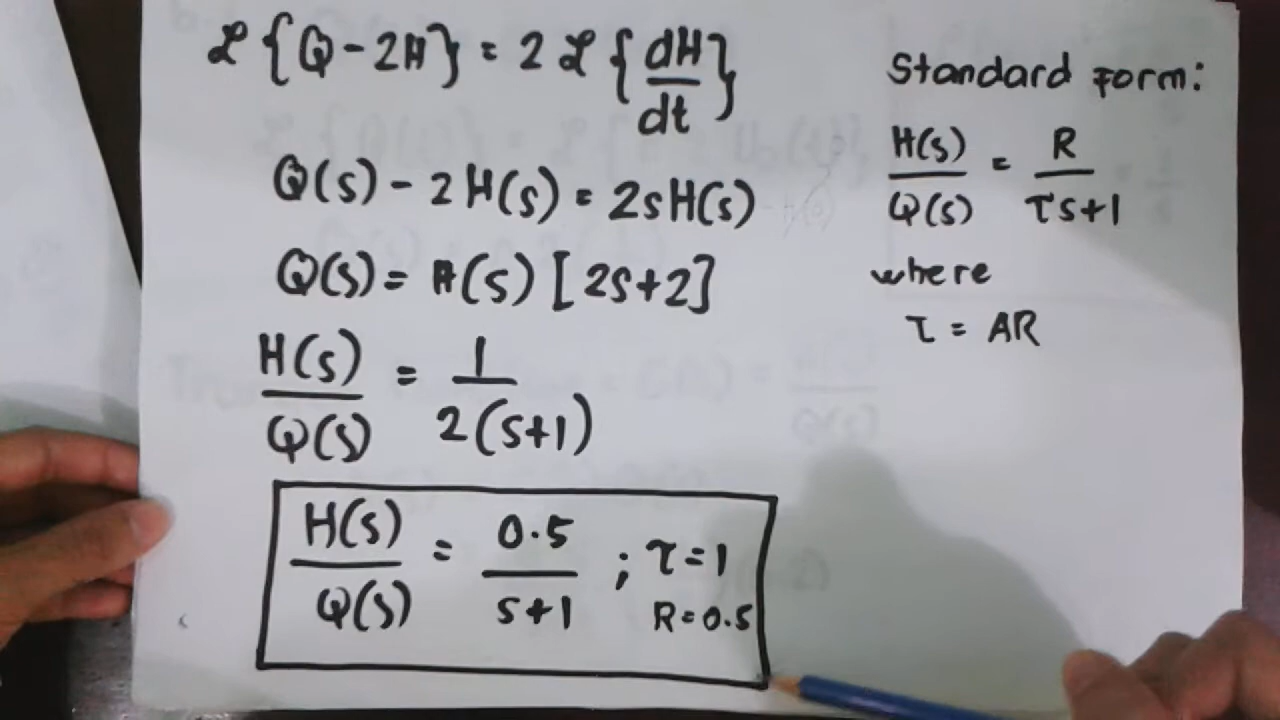 ℒ{Q-2H} = 2 ℒ{dH/dt}
Q(s) - 2H(s) = 2sH(s)
Q(s) = H(s) [2s+2]
H(s)/Q(s) = 1/2(s+1)
H(s)/Q(s) = 0.5/s+1 ; τ=1
R=0.5
Standard form:
H(s)/Q(s) = R/τs+1
where
τ = AR